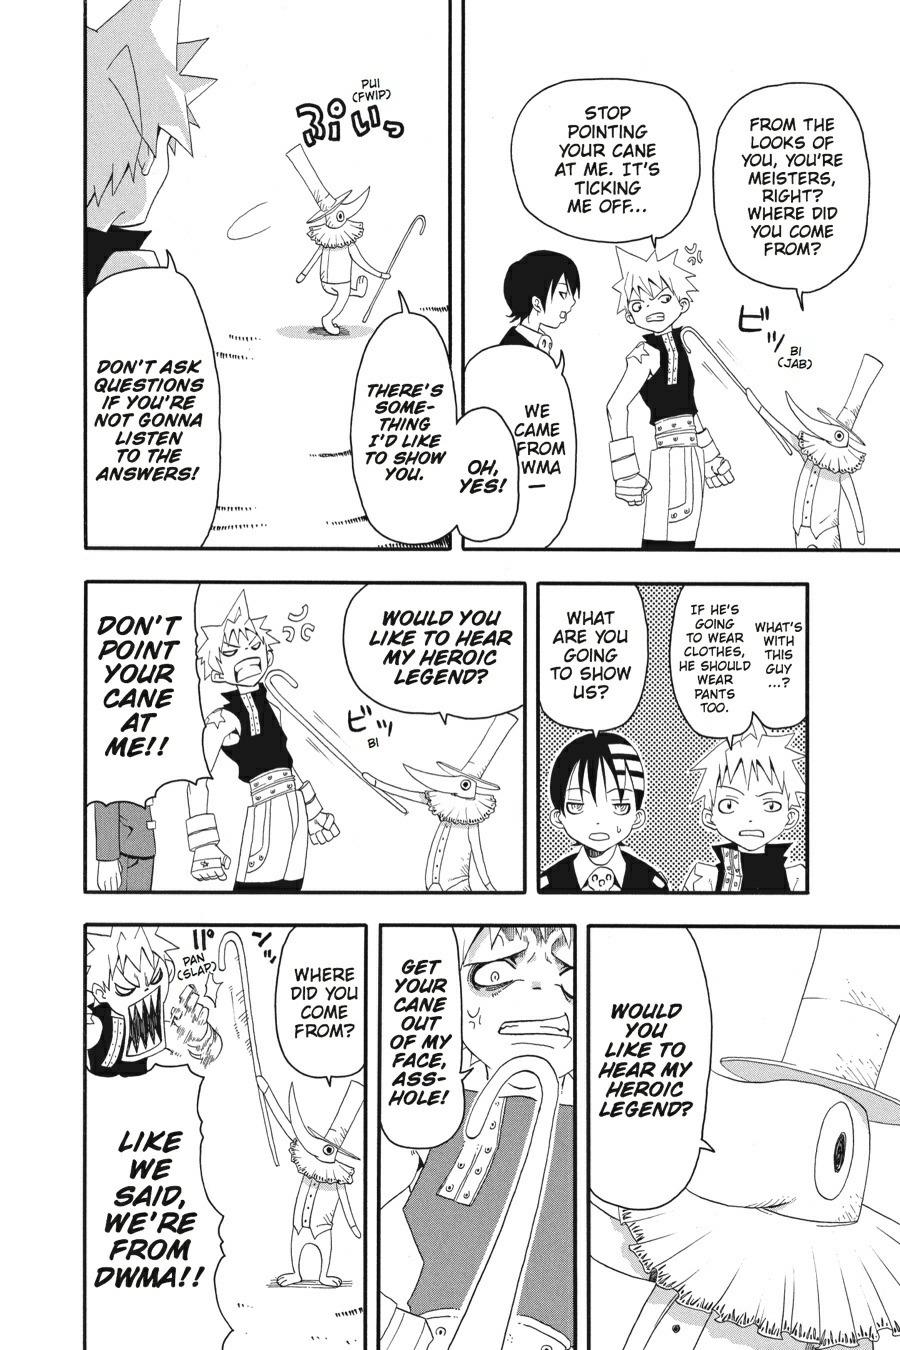 FROM THE
LOOKS OF
YOU, YOU'RE
MEISTERS,
RIGHT?
WHERE DID
YOU COME
FROM?
STOP
POINTING
YOUR CANE
AT ME. IT'S
TICKING
ME OFF...
ビッ
BI
(JAB)
WE
CAME
FROM
WMA
—
OH,
YES!
PUI
(FWIP)
ぷいっ
THERE'S
SOME-
THING
I'D LIKE
TO SHOW
YOU.
DON'T ASK
QUESTIONS
IF YOU'RE
NOT GONNA
LISTEN
TO THE
ANSWERS!
WHAT'S
WITH
THIS
GUY
...?
IF HE'S
GOING
TO WEAR
CLOTHES,
HE SHOULD
WEAR
PANTS
TOO.
WHAT
ARE YOU
GOING
TO SHOW
US?
WOULD YOU
LIKE TO HEAR
MY HEROIC
LEGEND?
ビッ
BI
DON'T
POINT
YOUR
CANE
AT
ME!!
WOULD
YOU
LIKE TO
HEAR MY
HEROIC
LEGEND?
GET
YOUR
CANE
OUT
OF MY
FACE,
ASS-
HOLE!
WHERE
DID YOU
COME
FROM?
パンッ
PAN
(SLAP)
LIKE
WE
SAID,
WE'RE
FROM
DWMA!!